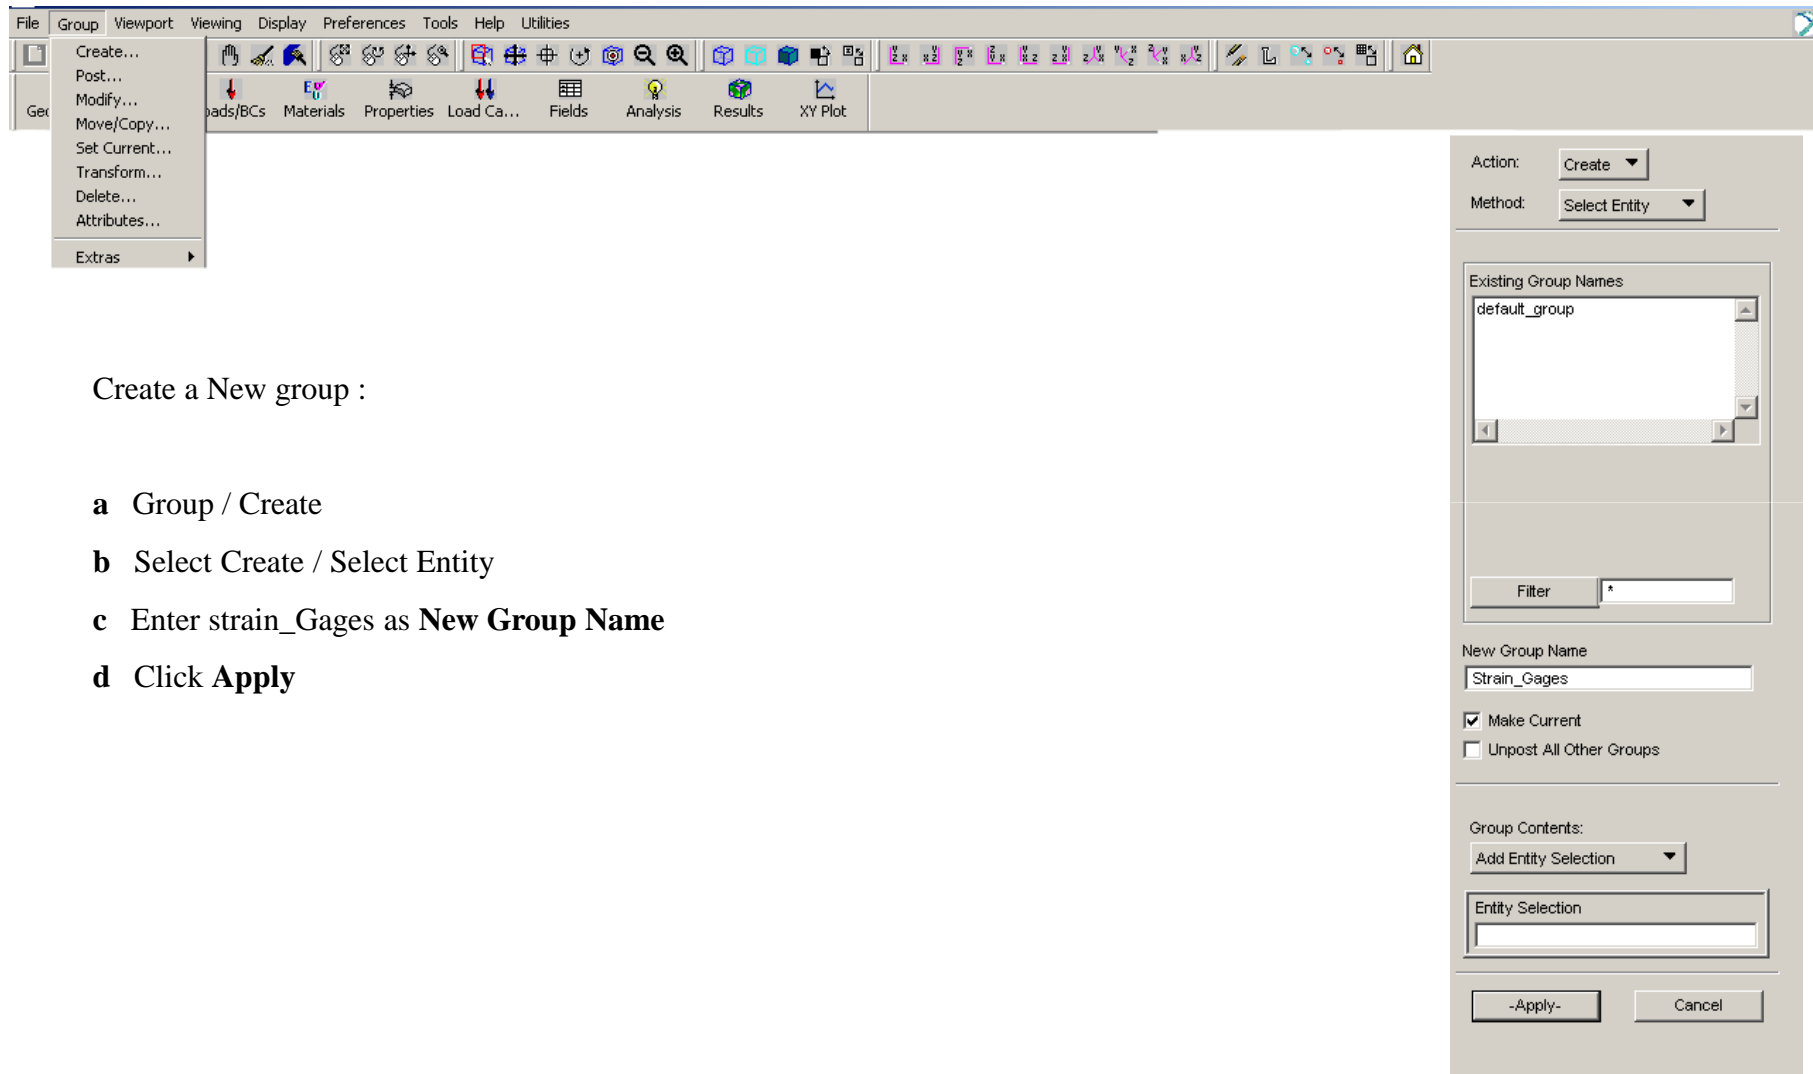 File Group Viewport Viewing Display Preferences Tools Help Utilities
Create...
Post...
Modify...
Move/Copy...
Set Current...
Transform...
Delete...
Attributes...
Extras
Geo oads/BCs Materials Properties Load Ca... Fields Analysis Results XY Plot
Create a New group :
a Group / Create
b Select Create / Select Entity
c Enter strain_Gages as New Group Name
d Click Apply
Action: Create
Method: Select Entity
Existing Group Names
default_group
Filter *
New Group Name
Strain_Gages
Make Current
Unpost All Other Groups
Group Contents:
Add Entity Selection
Entity Selection
-Apply- Cancel